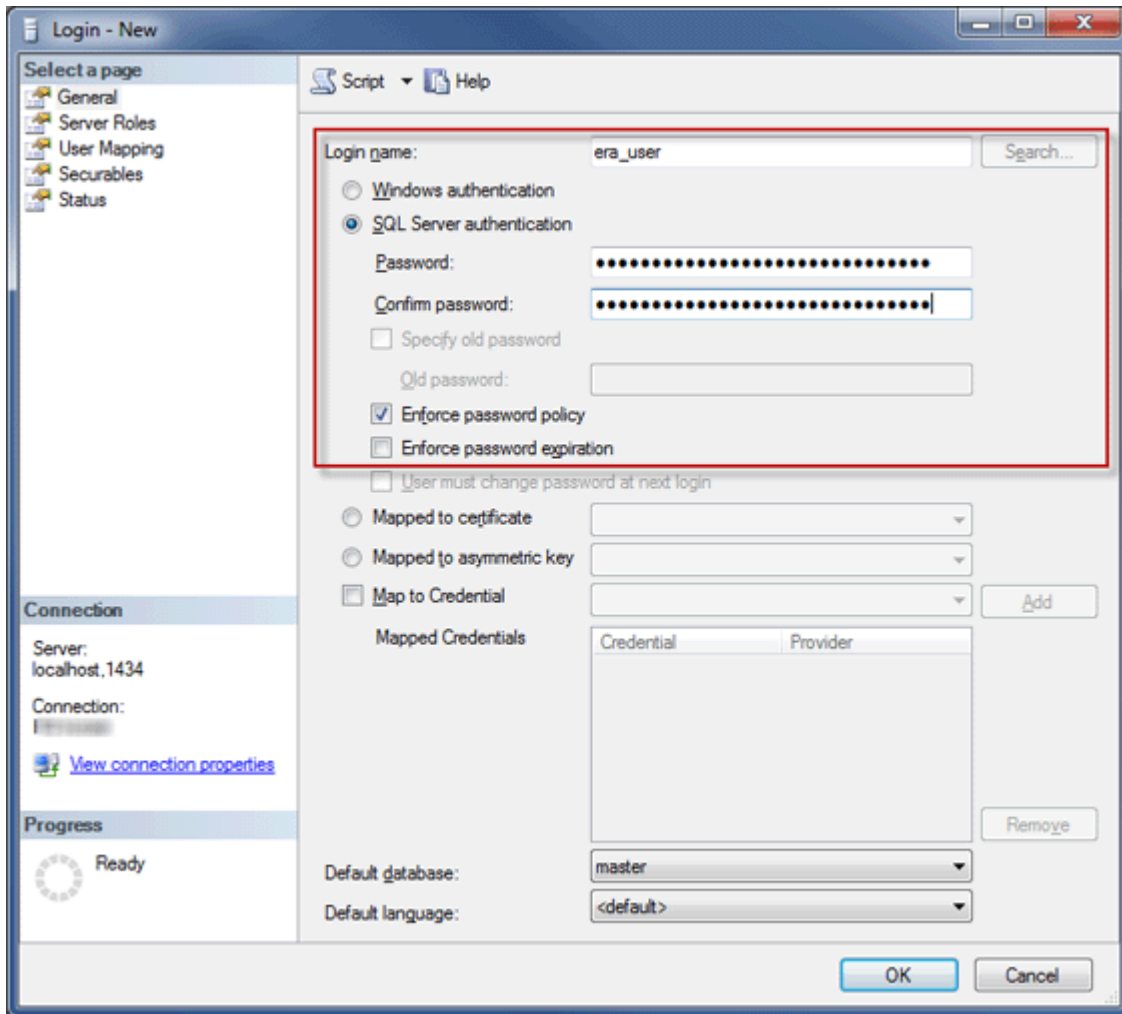 Login - New
Select a page
General
Server Roles
User Mapping
Securables
Status
Script Help
Login name: era_user Search...
Windows authentication
SQL Server authentication
Password: ••••••••••••••••••••••••••••••
Confirm password: ••••••••••••••••••••••••••••••
Specify old password
Old password:
Enforce password policy
Enforce password expiration
User must change password at next login
Mapped to certificate
Mapped to asymmetric key
Map to Credential Add
Mapped Credentials Credential Provider
Remove
Default database: master
Default language: <default>
Connection
Server:
localhost,1434
Connection:
View connection properties
Progress
Ready
OK Cancel